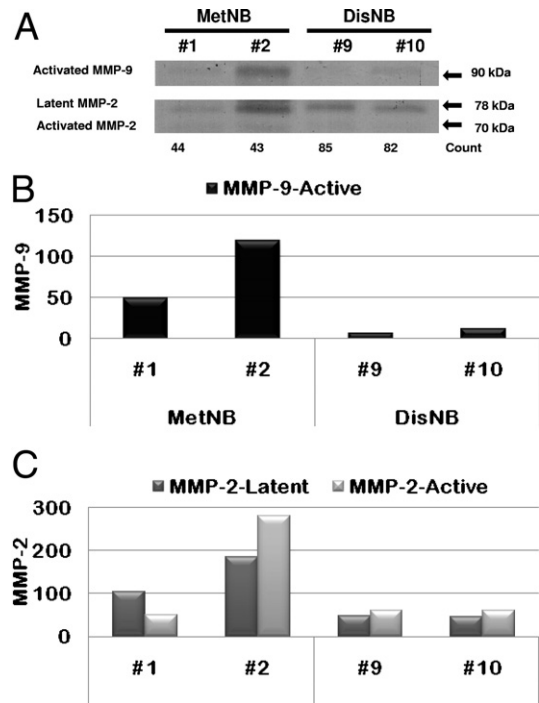 A
MetNB DisNB
#1 #2 #9 #10
Activated MMP-9 90 kDa
Latent MMP-2 78 kDa
Activated MMP-2 70 kDa
44 43 85 82 Count
B
MMP-9-Active
150
100
50
0
MMP-9
#1 #2 #9 #10
MetNB DisNB
C
MMP-2-Latent MMP-2-Active
300
200
100
0
MMP-2
#1 #2 #9 #10